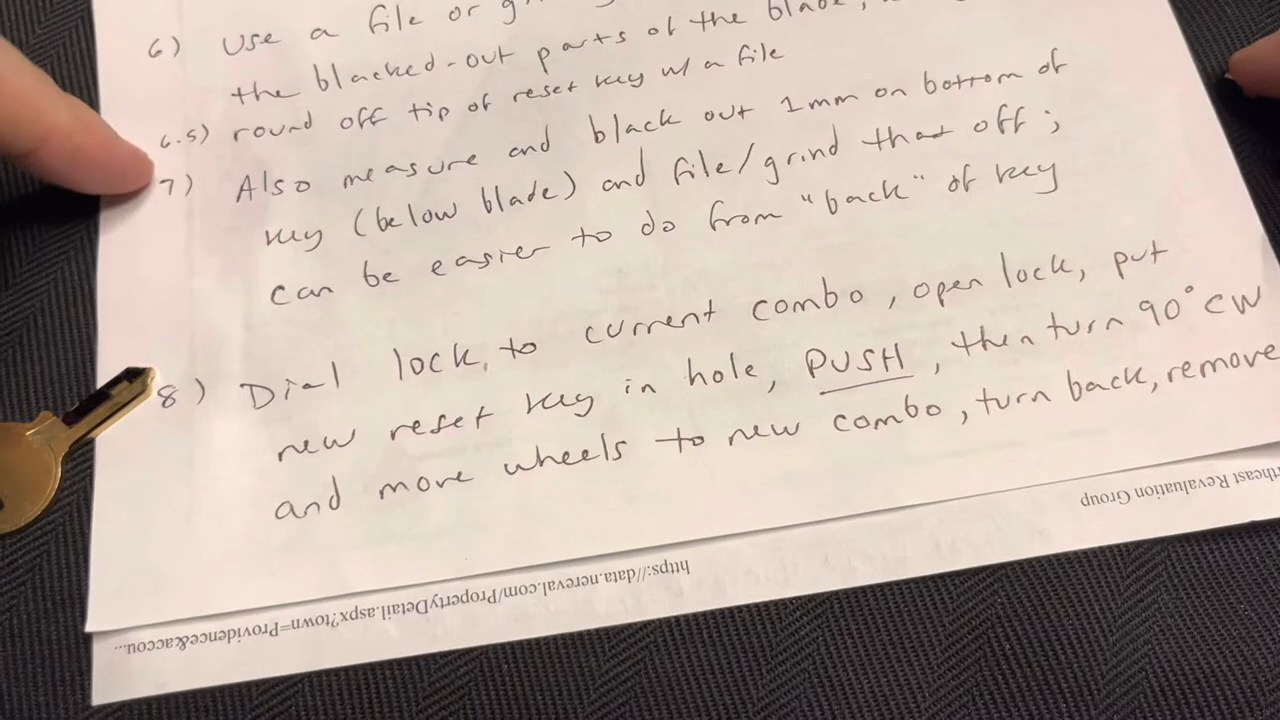 6) Use a file or
the blacked-out parts of the blade,
6.5) round off tip of reset key w/ a file
7) Also measure and black out 1mm on bottom of
key (below blade) and file/grind that off;
can be easier to do from "back" of key
8) Dial lock, to current combo, open lock, put
new reset key in hole, PUSH, then turn 90° CW
and move wheels to new combo, turn back, remove
theast Revaluation Group
https://data.nereval.com/PropertyDetail.aspx?town=Providence&accou...